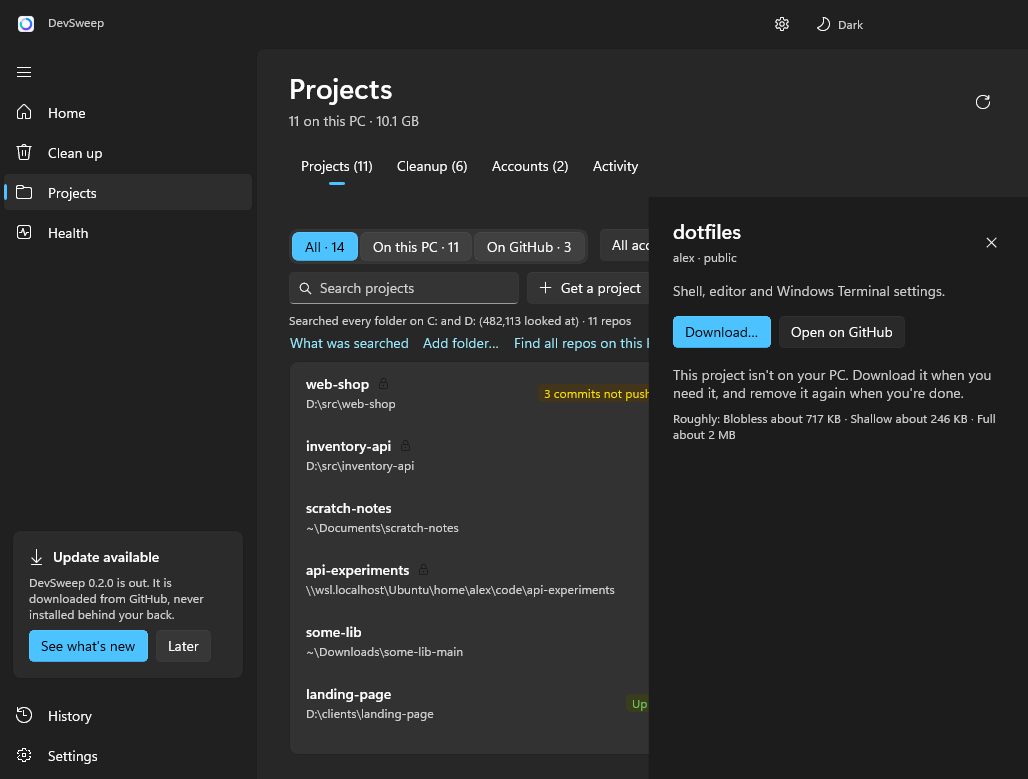 DevSweep
Dark
Home
Clean up
Projects
Health
Update available
DevSweep 0.2.0 is out. It is
downloaded from GitHub, never
installed behind your back.
See what's new
Later
History
Settings
Projects
11 on this PC · 10.1 GB
Projects (11)
Cleanup (6)
Accounts (2)
Activity
All · 14
On this PC · 11
On GitHub · 3
All
Search projects
Get a project
Searched every folder on C: and D: (482,113 looked at) · 11 repos
What was searched
Add folder...
Find all repos on this
web-shop
D:\src\web-shop
3 commits not
inventory-api
D:\src\inventory-api
scratch-notes
~\Documents\scratch-notes
api-experiments
\\wsl.localhost\Ubuntu\home\alex\code\api-experiments
some-lib
~\Downloads\some-lib-main
landing-page
D:\clients\landing-page
Up
dotfiles
alex · public
Shell, editor and Windows Terminal settings.
Download...
Open on GitHub
This project isn't on your PC. Download it when you
need it, and remove it again when you're done.
Roughly: Blobless about 717 KB · Shallow about 246 KB · Full
about 2 MB